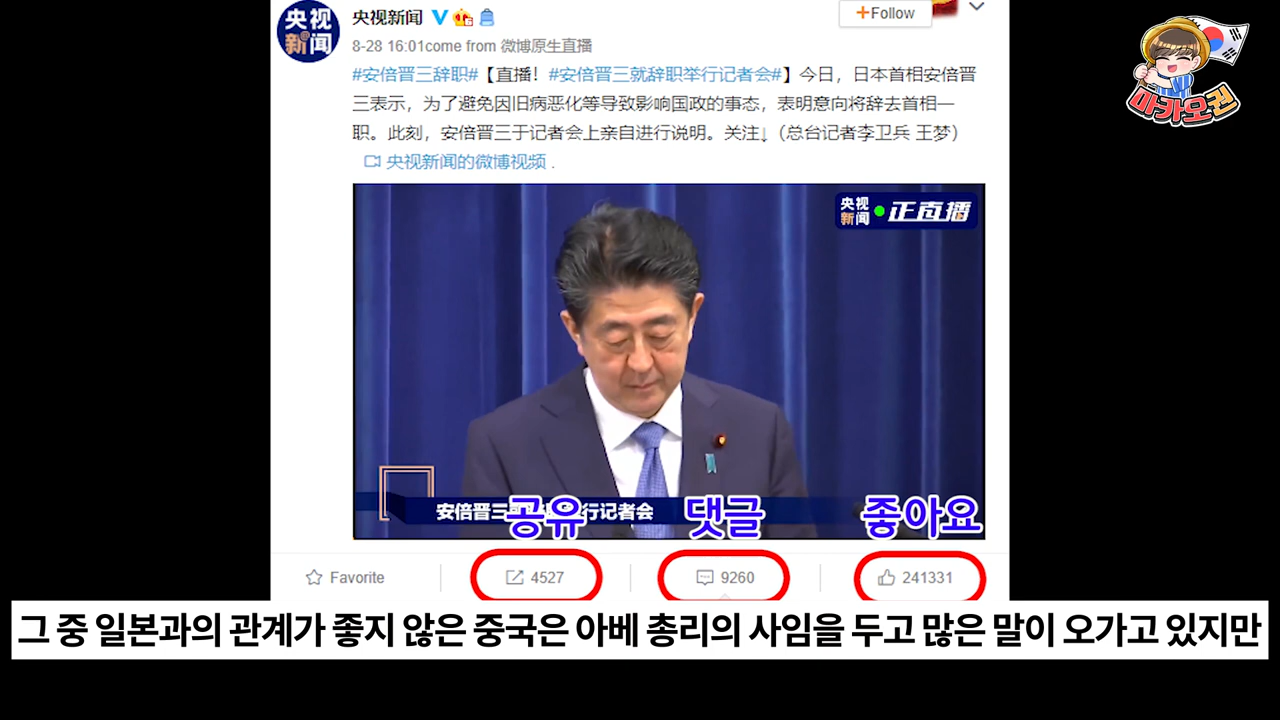 央视新闻
央视新闻
+Follow
8-28 16:01come from 微博原生直播
#安倍晋三辞职#【直播！#安倍晋三就辞职举行记者会#】今日，日本首相安倍晋
三表示，为了避免因旧病恶化等导致影响国政的事态，表明意向将辞去首相一
职。此刻，安倍晋三于记者会上亲自进行说明。关注↓（总台记者李卫兵 王梦）
央视新闻的微博视频 .
마카모권
央视新闻 正直播
安倍晋三 行记者会
공유 댓글 좋아요
Favorite 4527 9260 241331
그 중 일본과의 관계가 좋지 않은 중국은 아베 총리의 사임을 두고 많은 말이 오가고 있지만